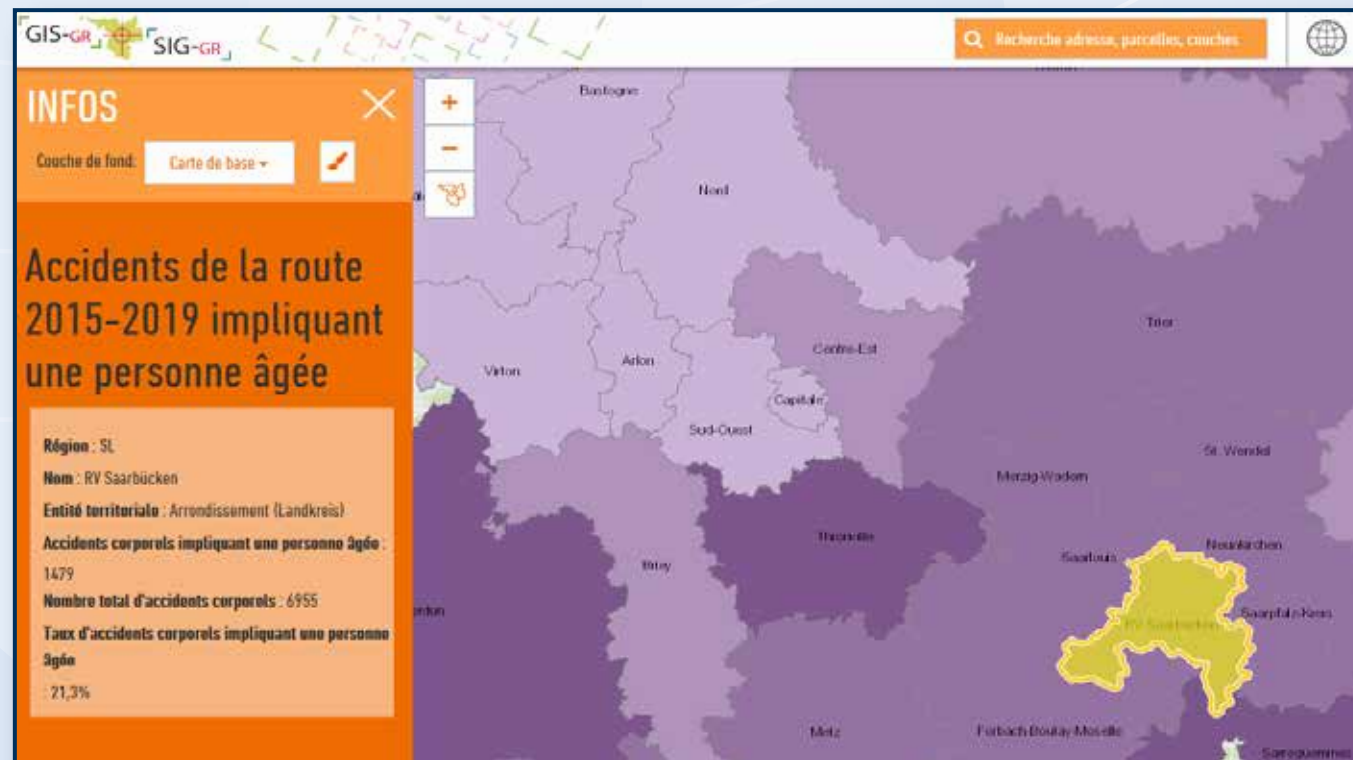 GIS-GR
SIG-GR
Recherche adresse, parcelles, couches
INFOS
Couche de fond:
Carte de base
Accidents de la route
2015-2019 impliquant
une personne âgée
Région : SL
Nom : RV Saarbücken
Entité territoriale : Arrondissement (Landkreis)
Accidents corporels impliquant une personne âgée :
1479
Nombre total d'accidents corporels : 6955
Taux d'accidents corporels impliquant une personne
âgée
: 21,3%
+
−
Bastogne
Nord
Trier
Centre-Est
Virton
Arlon
Capitale
Sud-Ouest
St. Wendel
Merzig-Wadern
Thionville
Neunkirchen
Saarlouis
Briey
Saarpfalz-Kreis
RV Saarbücken
Metz
Forbach-Boulay-Moselle
Sarreguemines